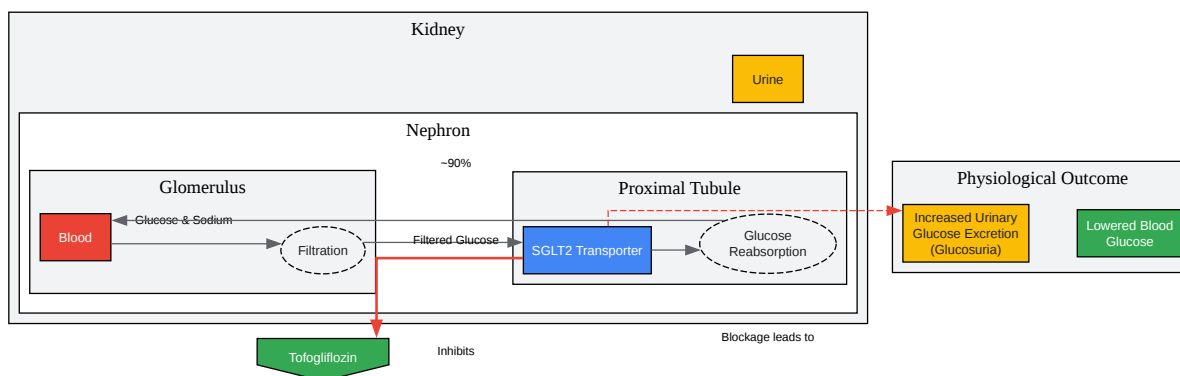 Kidney
Urine
Nephron
~90%
Glomerulus
Proximal Tubule
Physiological Outcome
Glucose & Sodium
Blood
Filtration
Filtered Glucose
SGLT2 Transporter
Glucose
Reabsorption
Increased Urinary
Glucose Excretion
(Glucosuria)
Lowered Blood
Glucose
Blockage leads to
Inhibits
Tofogliflozin